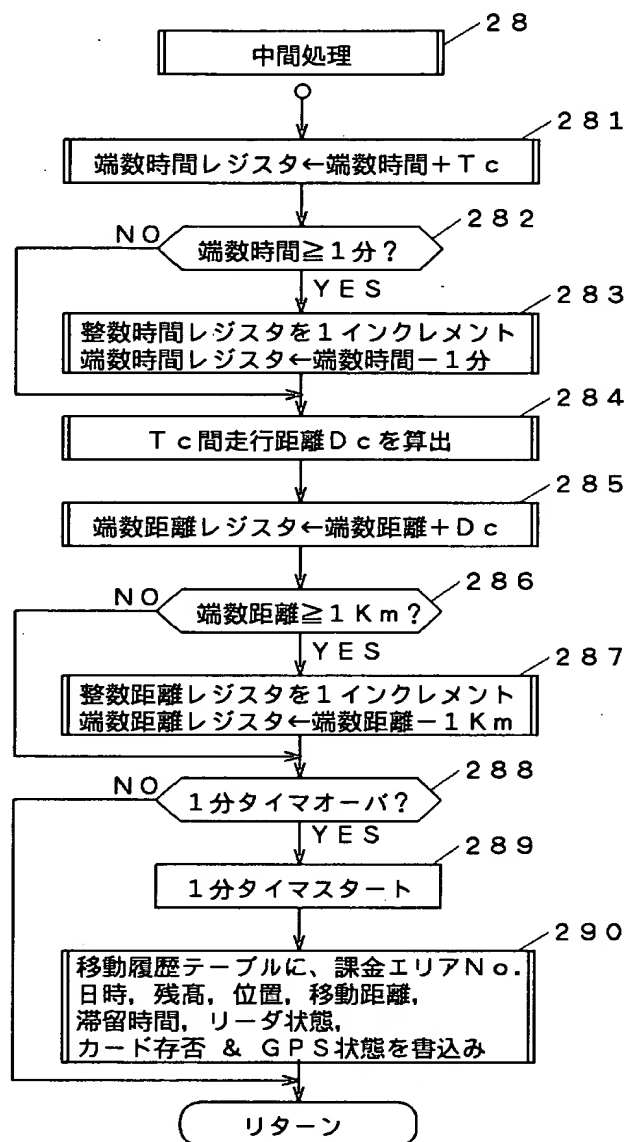 28
中間処理
281
端数時間レジスタ←端数時間+Tc
282
NO
端数時間≧1分?
YES
283
整数時間レジスタを1インクレメント
端数時間レジスタ←端数時間-1分
284
Tc間走行距離Dcを算出
285
端数距離レジスタ←端数距離+Dc
286
NO
端数距離≧1Km?
YES
287
整数距離レジスタを1インクレメント
端数距離レジスタ←端数距離-1Km
288
NO
1分タイマオーバ?
YES
289
1分タイマスタート
290
移動履歴テーブルに、課金エリアNo.
日時,残髙,位置,移動距離,
滞留時間,リーダ状態,
カード存否 & GPS状態を書込み
リターン